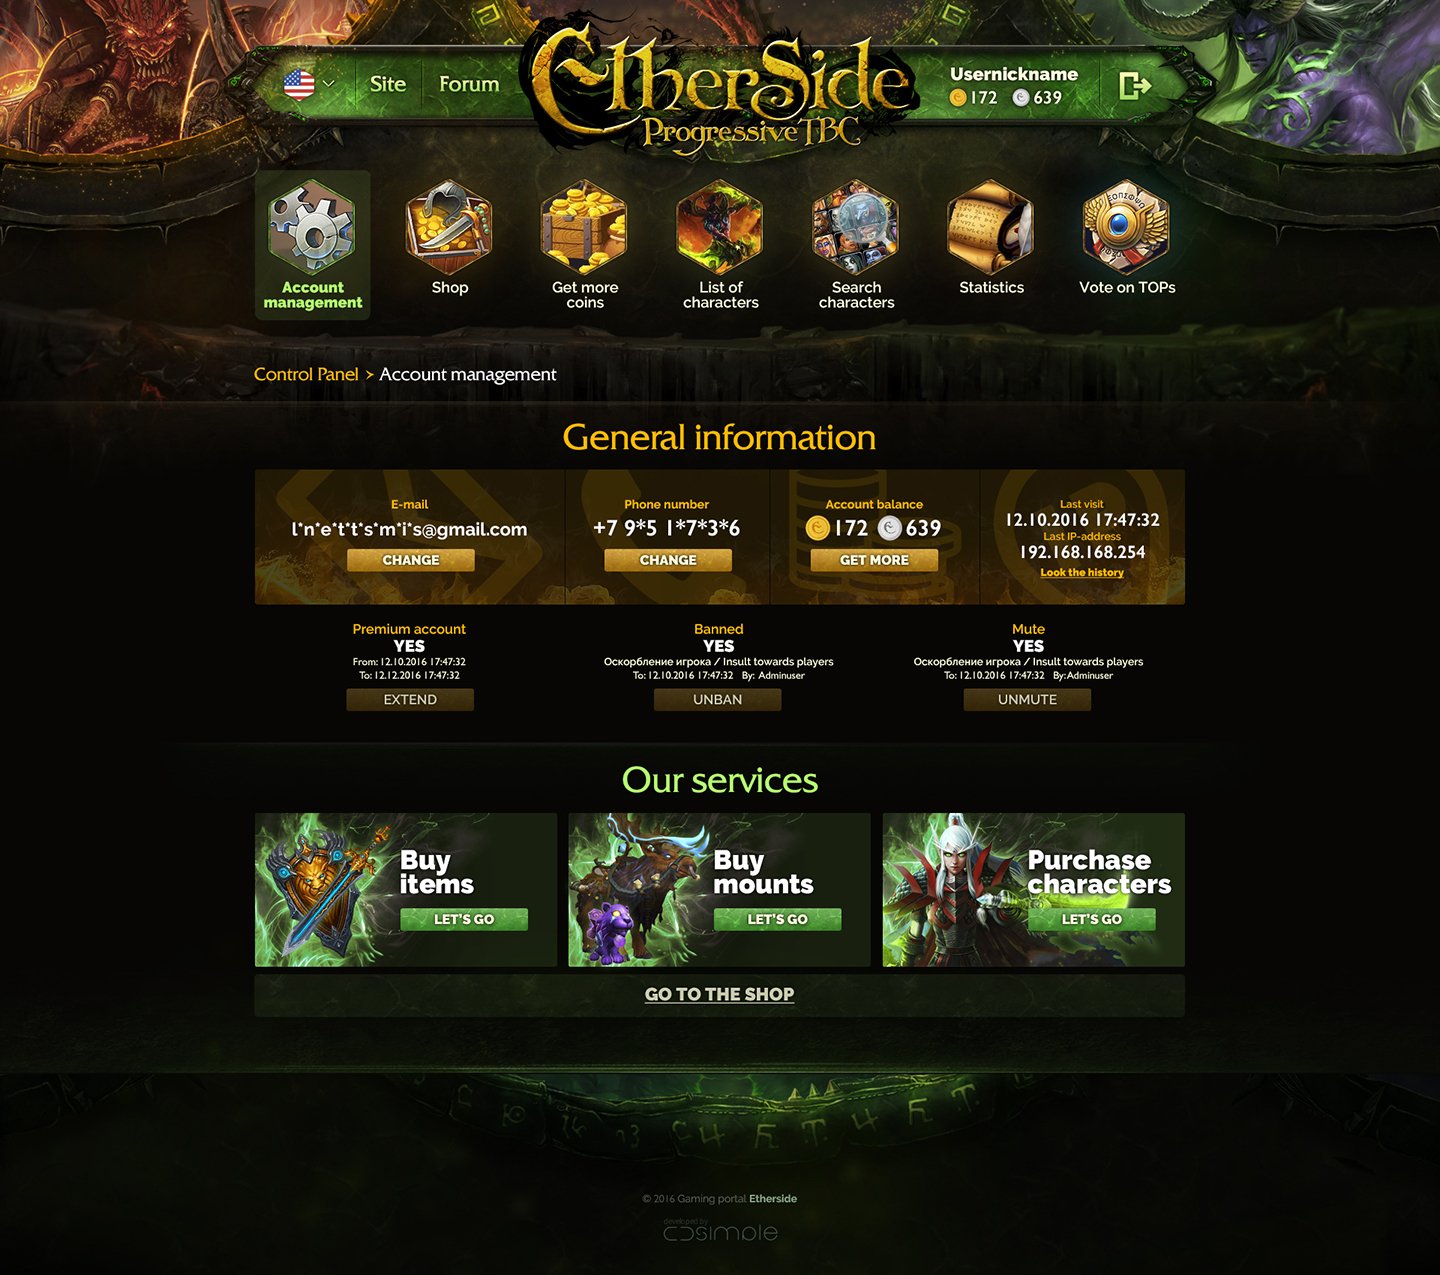 Site
Forum
EtherSide
Progressive TBC
Usernickname
172 639
Account
management
Shop
Get more
coins
List of
characters
Search
characters
Statistics
Vote on TOPs
Control Panel > Account management
General information
E-mail
l*n*e*t*t*s*m*i*s@gmail.com
CHANGE
Phone number
+7 9*5 1*7*3*6
CHANGE
Account balance
172 639
GET MORE
Last visit
12.10.2016 17:47:32
Last IP-address
192.168.168.254
Look the history
Premium account
YES
From: 12.10.2016 17:47:32
To: 12.12.2016 17:47:32
EXTEND
Banned
YES
Оскорбление игрока / Insult towards players
To: 12.10.2016 17:47:32 By: Adminuser
UNBAN
Mute
YES
Оскорбление игрока / Insult towards players
To: 12.10.2016 17:47:32 By:Adminuser
UNMUTE
Our services
Buy
items
LET'S GO
Buy
mounts
LET'S GO
Purchase
characters
LET'S GO
GO TO THE SHOP
© 2016 Gaming portal Etherside
developed by
simple